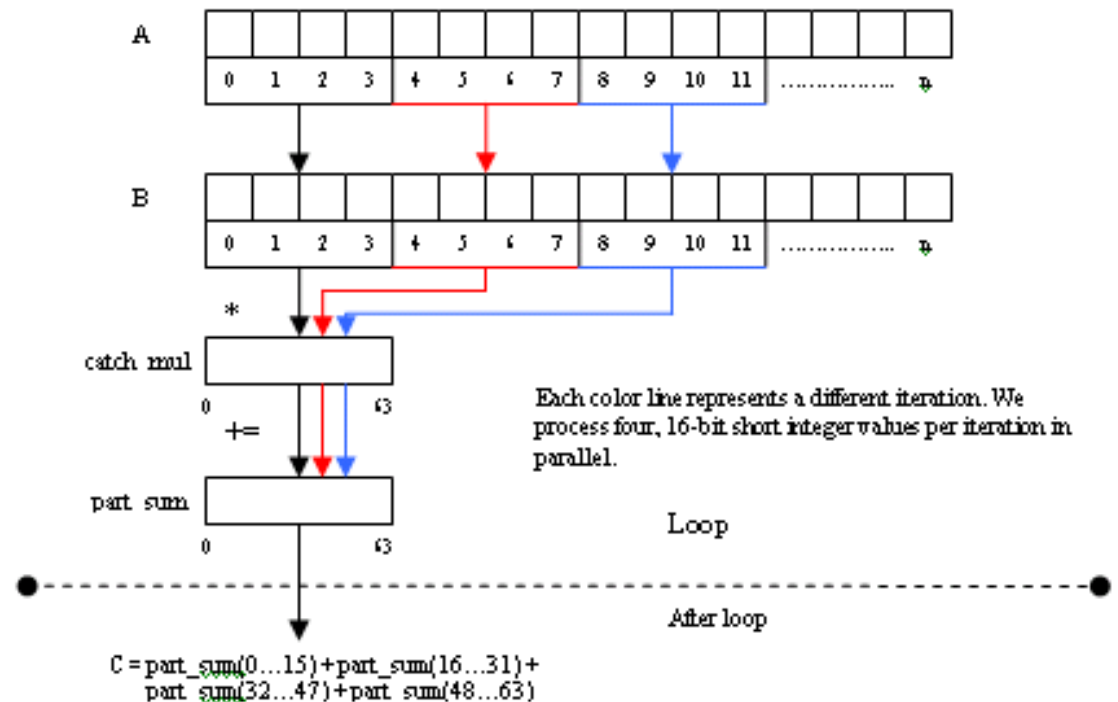 A
0 1 2 3 4 5 6 7 8 9 10 11 ................. n
B
0 1 2 3 4 5 6 7 8 9 10 11 ................. n
*
catch_mul
0 63
+=
Each color line represents a different iteration. We
process four, 16-bit short integer values per iteration in
parallel.
part_sum
0 63
Loop
After loop
C = part_sum(0...15)+part_sum(16...31)+
part_sum(32...47)+part_sum(48...63)